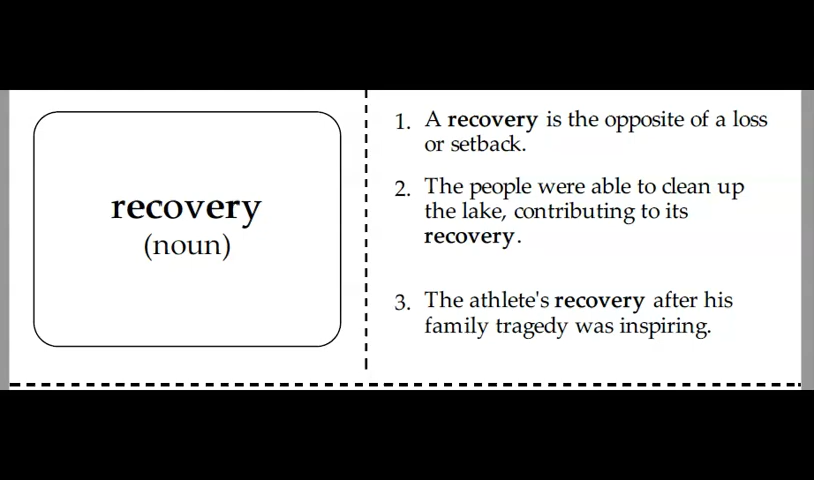 recovery
(noun)
1. A recovery is the opposite of a loss
or setback.
2. The people were able to clean up
the lake, contributing to its
recovery.
3. The athlete's recovery after his
family tragedy was inspiring.